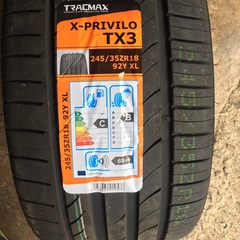 TRACMAX
X-PRIVILO
TX3
245/35ZR18
92Y XL
245/35ZR18 92Y XL
C
B